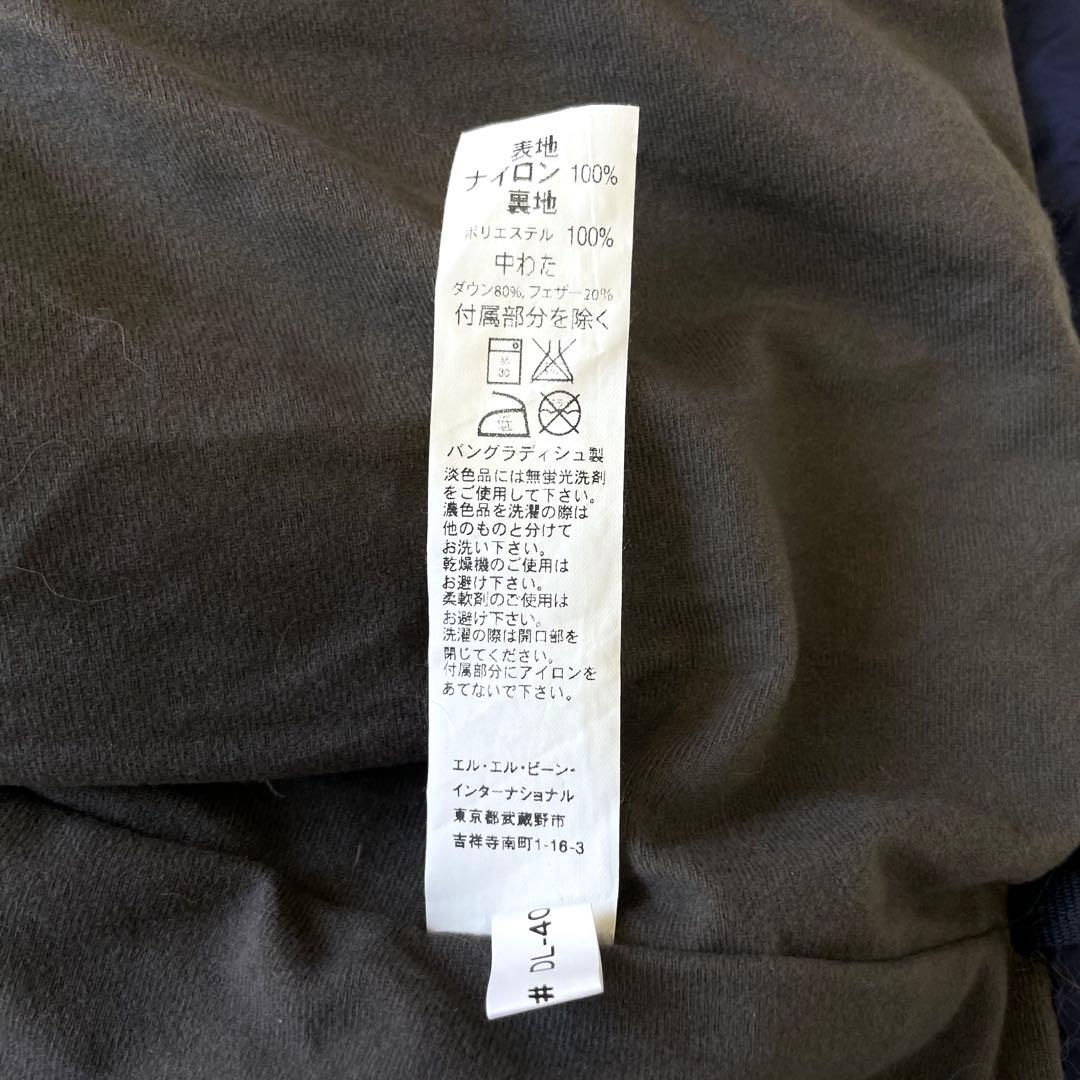 表地
ナイロン 100%
裏地
ポリエステル 100%
中わた
ダウン80%, フェザー20%
付属部分を除く
30
バングラディシュ製
淡色品には無蛍光洗剤
をご使用して下さい。
濃色品を洗濯の際は
他のものと分けて
お洗い下さい。
乾燥機のご使用は
お避け下さい。
柔軟剤のご使用は
お避け下さい。
洗濯の際は開口部を
閉じてください。
付属部分にアイロンを
あてないで下さい。
エル・エル・ビーン・
インターナショナル
東京都武蔵野市
吉祥寺南町1-16-3
# DL-40